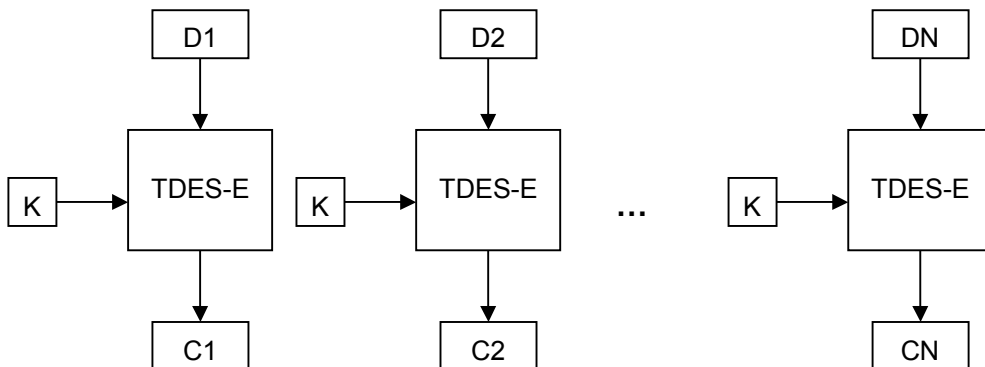 D1 D2 DN
TDES-E TDES-E TDES-E
K K ... K
C1 C2 CN